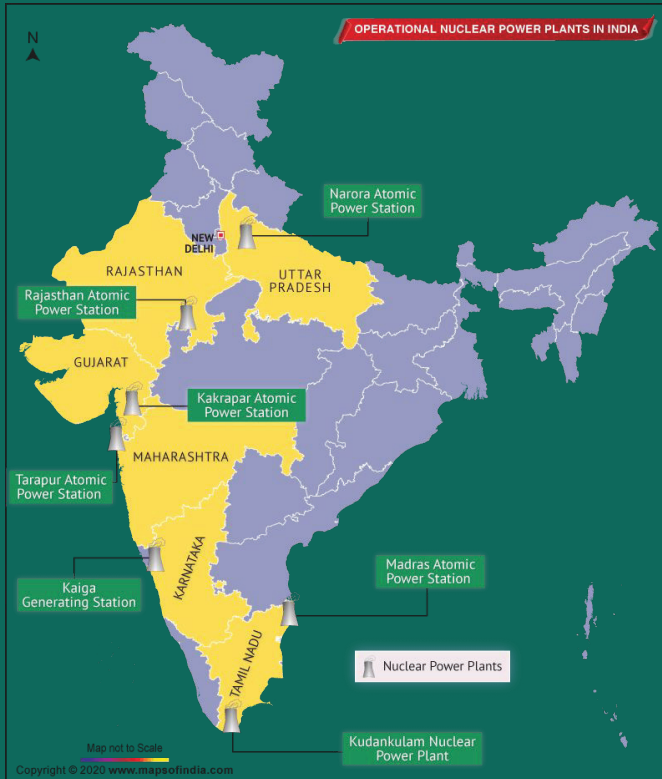 OPERATIONAL NUCLEAR POWER PLANTS IN INDIA
N
Narora Atomic
Power Station
NEW
DELHI
RAJASTHAN
UTTAR
PRADESH
Rajasthan Atomic
Power Station
GUJARAT
Kakrapar Atomic
Power Station
MAHARASHTRA
Tarapur Atomic
Power Station
KARNATAKA
Madras Atomic
Power Station
Kaiga
Generating Station
TAMIL NADU
Nuclear Power Plants
Kudankulam Nuclear
Power Plant
Map not to Scale
Copyright © 2020 www.mapsofindia.com